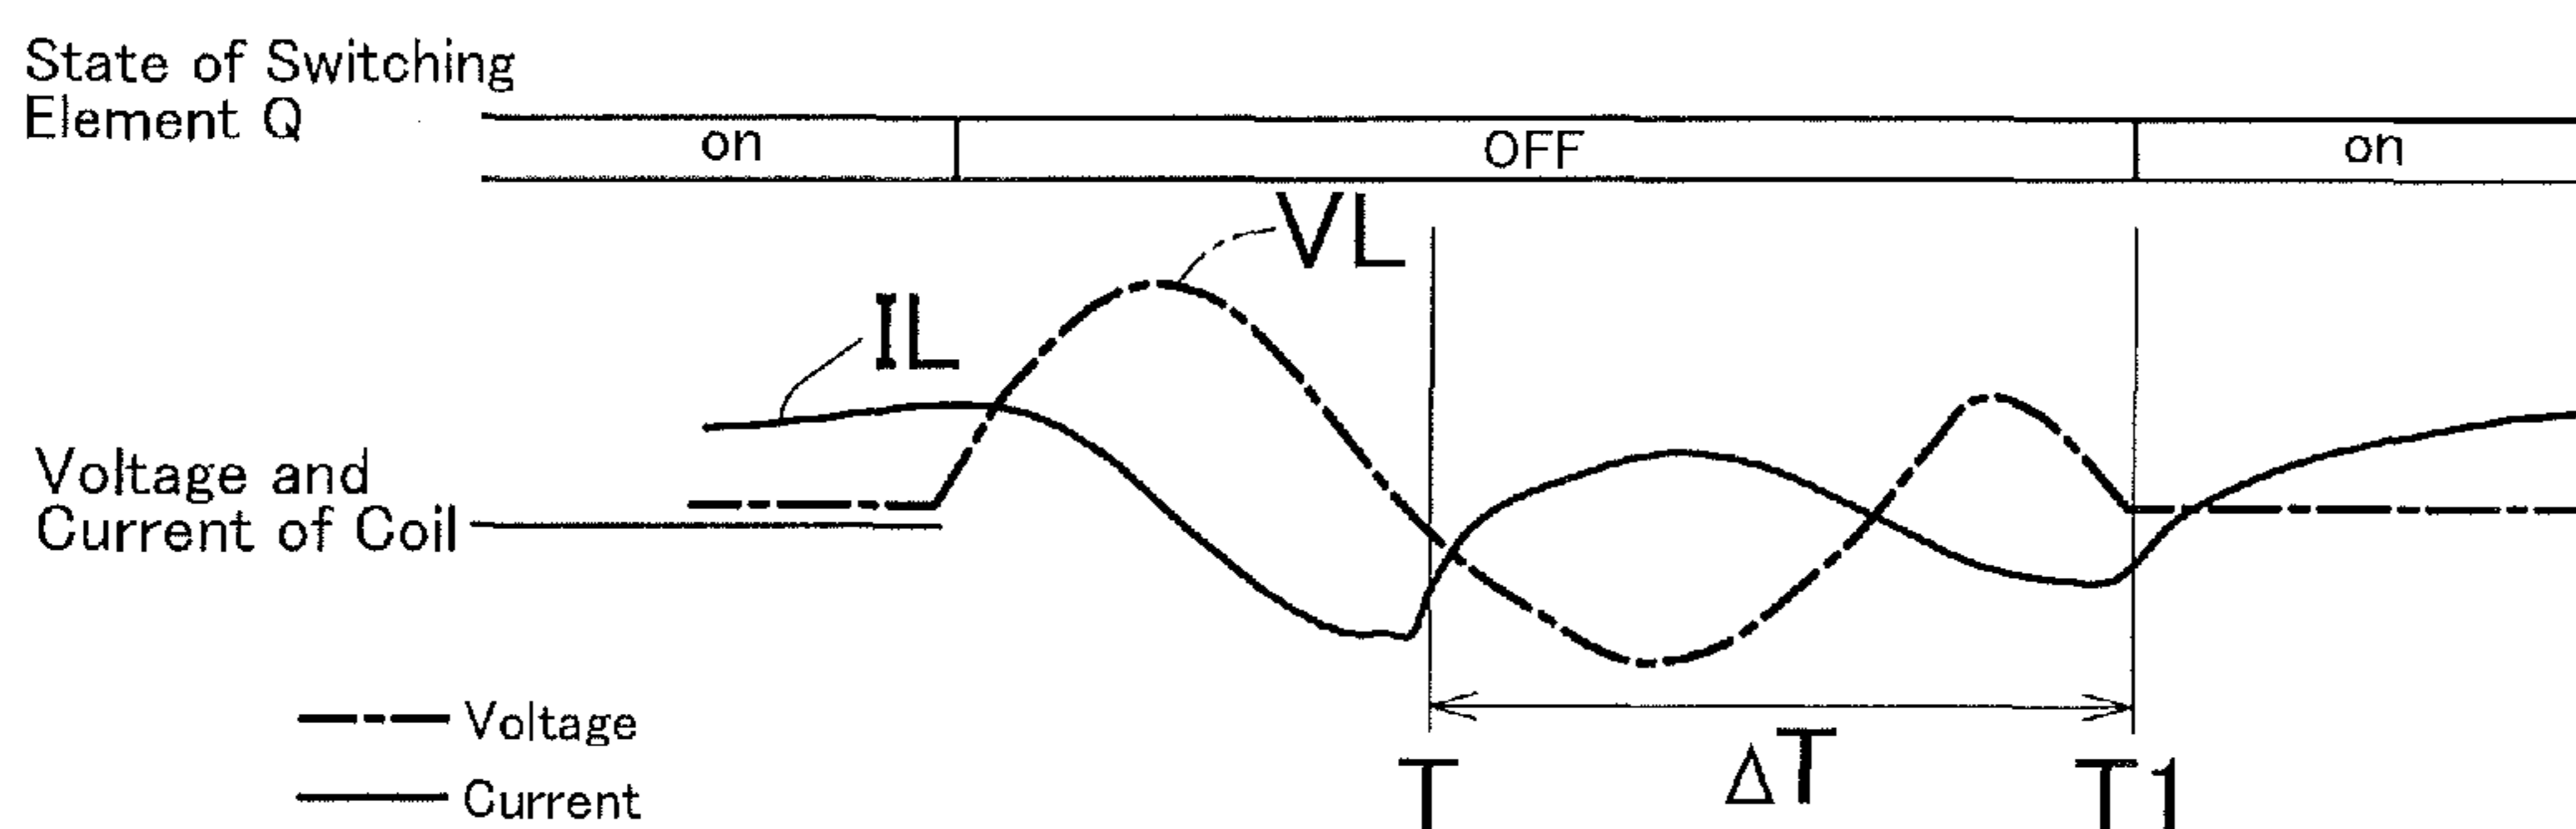 State of Switching
Element Q
on
OFF
on
VL
IL
Voltage and
Current of Coil
Voltage
Current
T
ΔT
T1